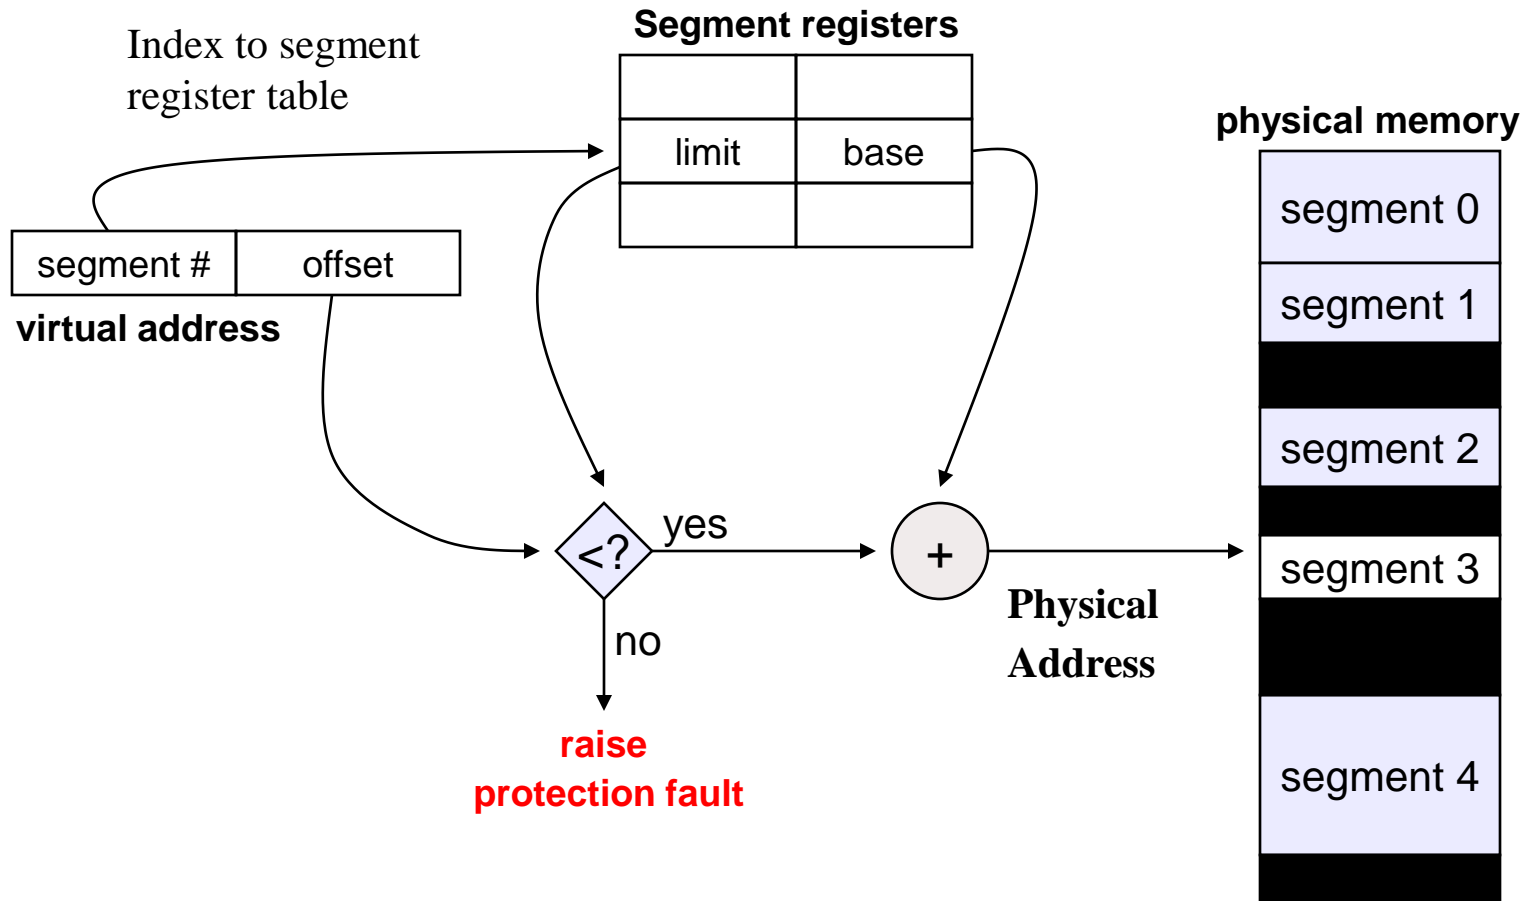 Segment registers
Index to segment
register table
limit
base
physical memory
segment #
offset
virtual address
segment 0
segment 1
segment 2
<?
yes
+
segment 3
no
Physical
Address
raise
protection fault
segment 4